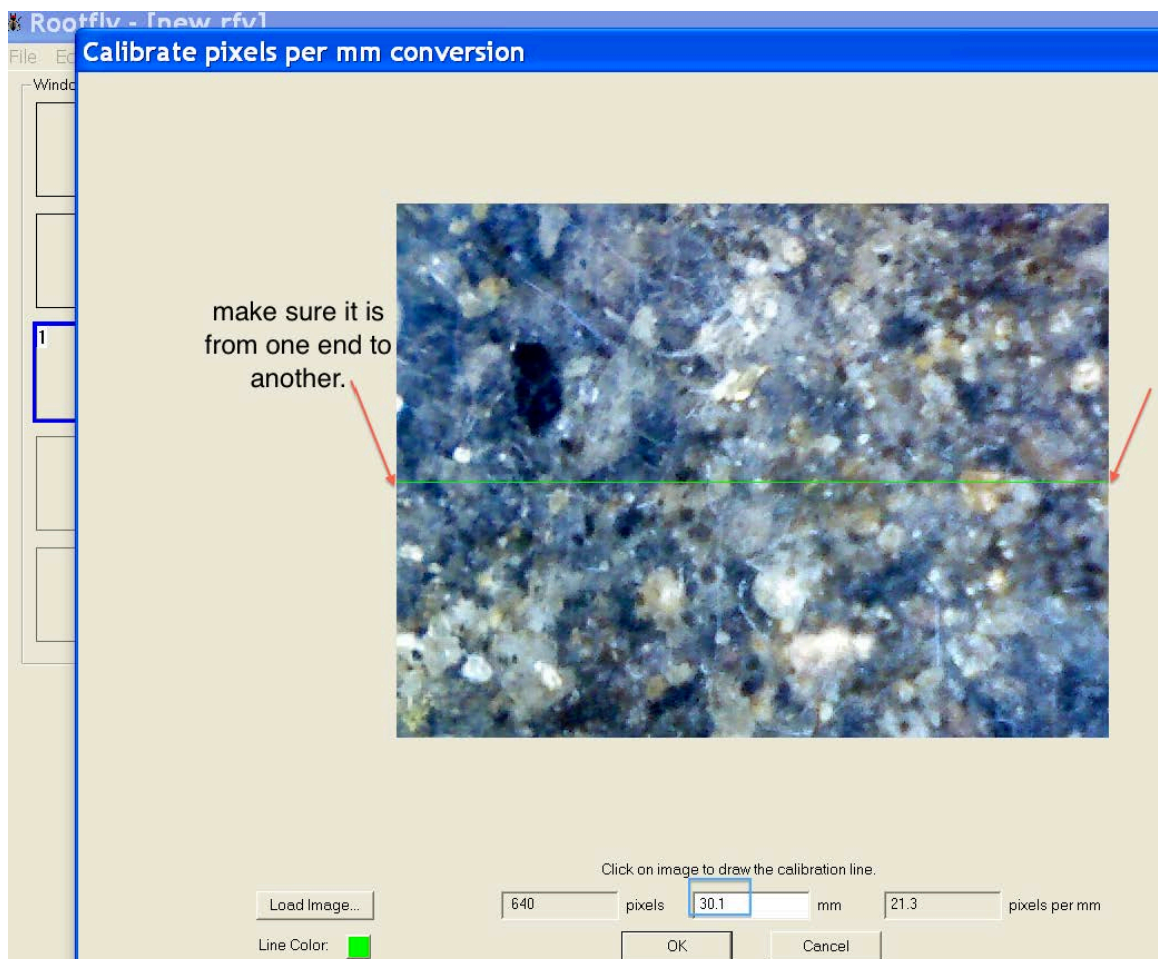 Rootfly - [new.rfy]
Calibrate pixels per mm conversion
File Ed
Windo
1
make sure it is
from one end to
another.
Click on image to draw the calibration line.
Load Image... 640 pixels 30.1 mm 21.3 pixels per mm
Line Color: OK Cancel